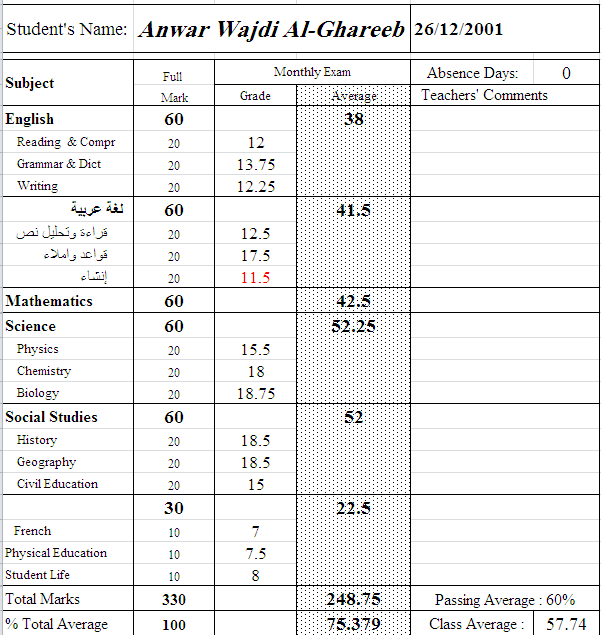 Student's Name: Anwar Wajdi Al-Ghareeb 26/12/2001
Subject Full Mark Monthly Exam Absence Days: 0
Grade Average Teachers' Comments
English 60 38
Reading & Compr 20 12
Grammar & Dict 20 13.75
Writing 20 12.25
لغة عربية 60 41.5
قراءة وتحليل نص 20 12.5
قواعد واملاء 20 17.5
إنشاء 20 11.5
Mathematics 60 42.5
Science 60 52.25
Physics 20 15.5
Chemistry 20 18
Biology 20 18.75
Social Studies 60 52
History 20 18.5
Geography 20 18.5
Civil Education 20 15
30 22.5
French 10 7
Physical Education 10 7.5
Student Life 10 8
Total Marks 330 248.75 Passing Average : 60%
% Total Average 100 75.379 Class Average : 57.74